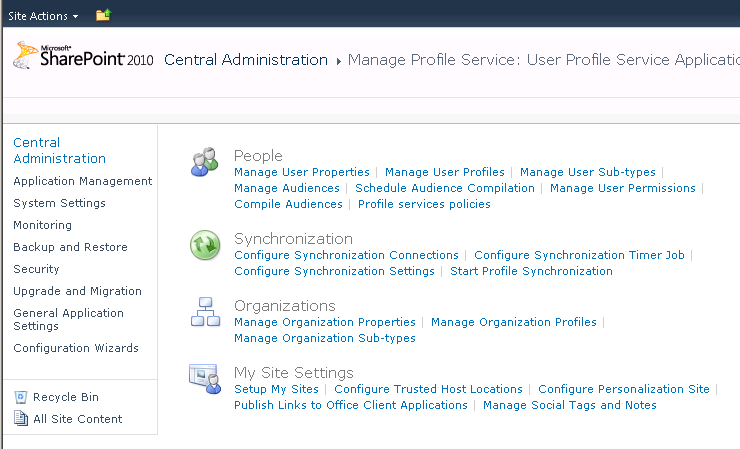 Site Actions
Microsoft®
SharePoint 2010 Central Administration Manage Profile Service: User Profile Service
Central
Administration
Application Management
System Settings
Monitoring
Backup and Restore
Security
Upgrade and Migration
General Application
Settings
Configuration Wizards
Recycle Bin
All Site Content
People
Manage User Properties | Manage User Profiles | Manage User Sub-types |
Manage Audiences | Schedule Audience Compilation | Manage User Permissions |
Compile Audiences | Profile services policies
Synchronization
Configure Synchronization Connections | Configure Synchronization Timer Job |
Configure Synchronization Settings | Start Profile Synchronization
Organizations
Manage Organization Properties | Manage Organization Profiles |
Manage Organization Sub-types
My Site Settings
Setup My Sites | Configure Trusted Host Locations | Configure Personalization Site |
Publish Links to Office Client Applications | Manage Social Tags and Notes